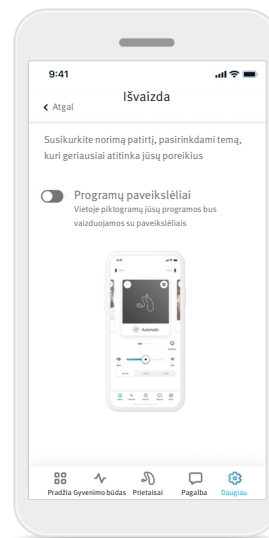 9:41
Atgal
Išvaizda
Susikurkite norimą patirtį, pasirinkdami temą,
kuri geriausiai atitinka jūsų poreikius
Programų paveikslėliai
Vietoje piktogramų jūsų programos bus
vaizduojamos su paveikslėliais
Automatic
Pradžia Gyvenimo būdas Prietaisai Pagalba Daugiau